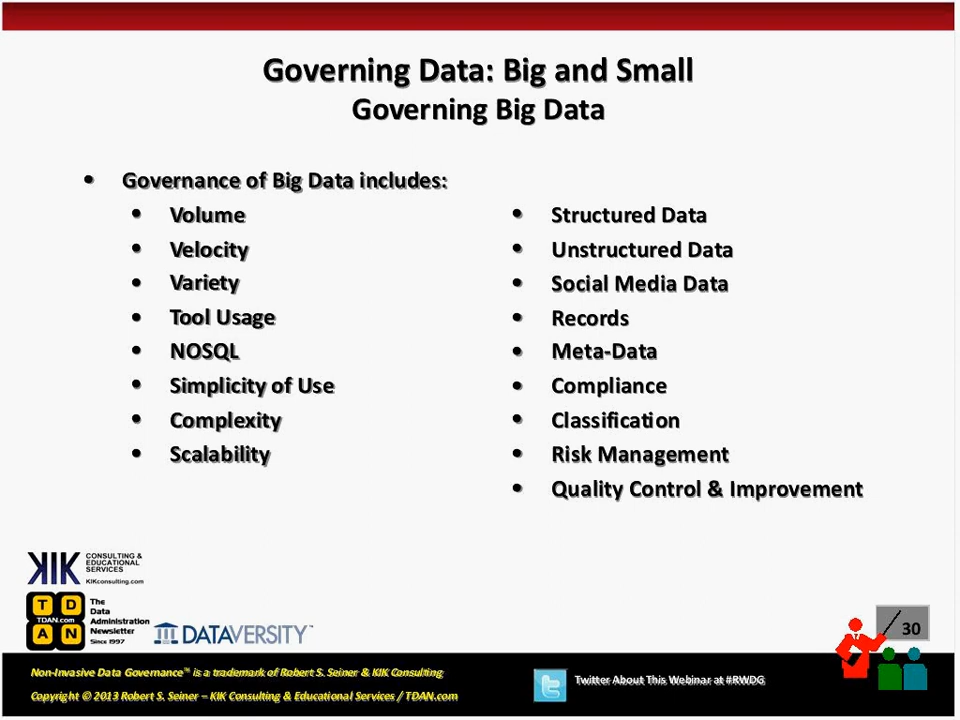 Governing Data: Big and Small
Governing Big Data
• Governance of Big Data includes:
• Volume
• Velocity
• Variety
• Tool Usage
• NOSQL
• Simplicity of Use
• Complexity
• Scalability
• Structured Data
• Unstructured Data
• Social Media Data
• Records
• Meta-Data
• Compliance
• Classification
• Risk Management
• Quality Control & Improvement
KIK CONSULTING &
EDUCATIONAL
SERVICES
KIKconsulting.com
T D
TDAN.com
A N
The
Data
Administration
Newsletter
Since 1997
DATAVERSITY™
30
Non-Invasive Data Governance™ is a trademark of Robert S. Seiner & KIK Consulting
Copyright © 2013 Robert S. Seiner – KIK Consulting & Educational Services / TDAN.com
Twitter About This Webinar at #RWDG